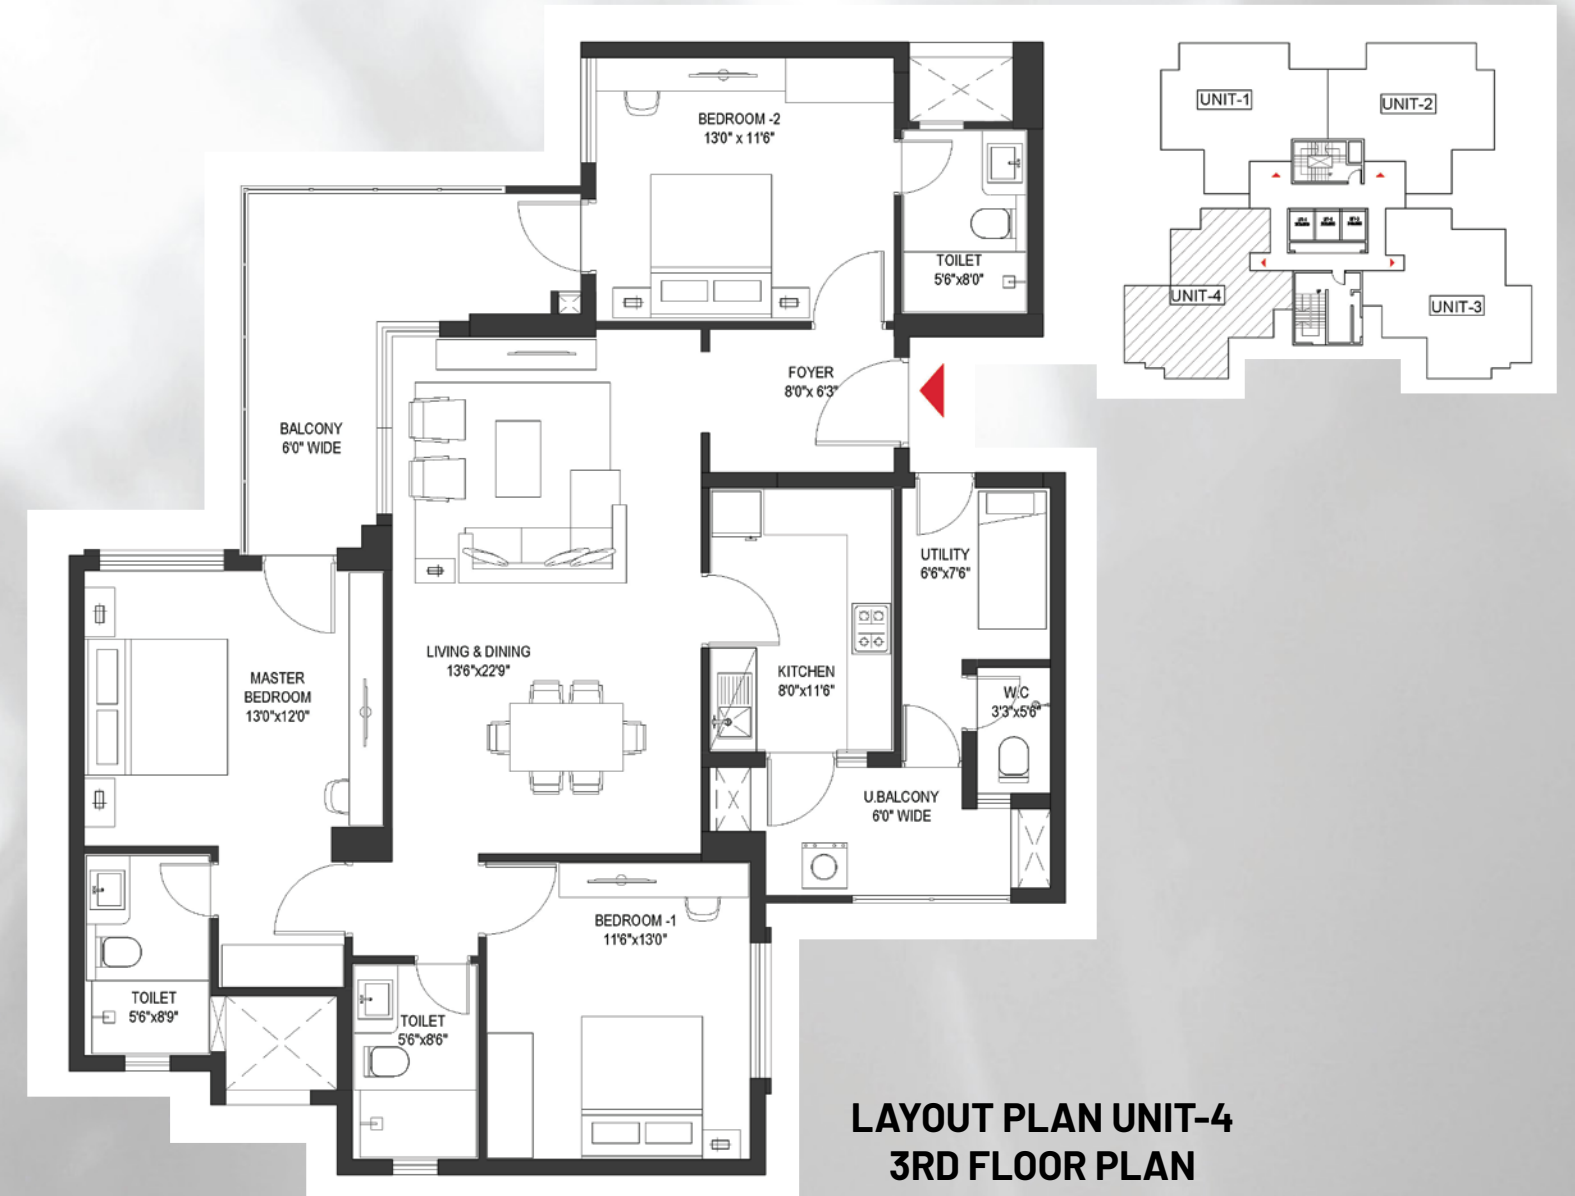 BEDROOM -2
13'0" x 11'6"
TOILET
5'6"x8'0"
FOYER
8'0"x 6'3"
BALCONY
6'0" WIDE
UTILITY
6'6"x7'6"
LIVING & DINING
13'6"x22'9"
KITCHEN
8'0"x11'6"
MASTER
BEDROOM
13'0"x12'0"
W.C
3'3"x5'6"
U.BALCONY
6'0" WIDE
BEDROOM -1
11'6"x13'0"
TOILET
5'6"x8'9"
TOILET
5'6"x8'6"
UNIT-1
UNIT-2
UNIT-4
UNIT-3
LAYOUT PLAN UNIT-4
3RD FLOOR PLAN